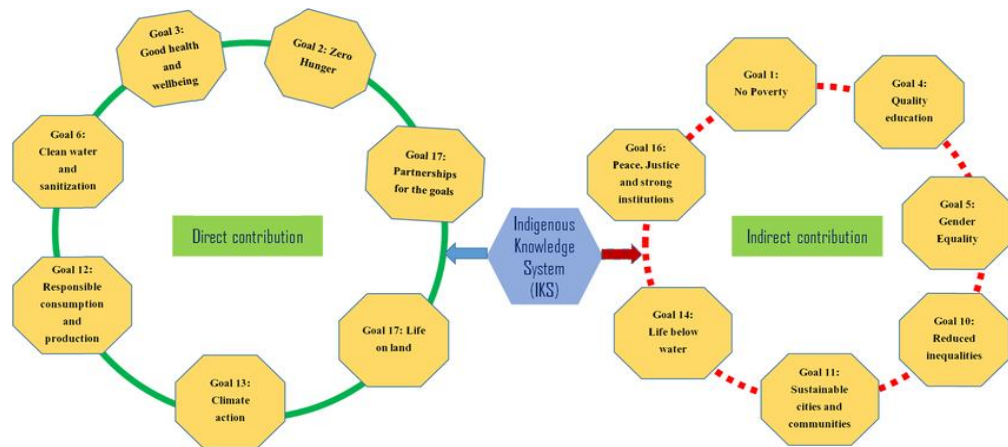 Goal 3:
Good health
and
wellbeing
Goal 2: Zero
Hunger
Goal 6:
Clean water
and
sanitization
Goal 17:
Partnerships
for the goals
Direct contribution
Goal 12:
Responsible
consumption
and
production
Goal 17: Life
on land
Goal 13:
Climate
action
Indigenous
Knowledge
System
(IKS)
Goal 1:
No Poverty
Goal 4:
Quality
education
Goal 16:
Peace, Justice
and strong
institutions
Goal 5:
Gender
Equality
Indirect contribution
Goal 14:
Life below
water
Goal 10:
Reduced
inequalities
Goal 11:
Sustainable
cities and
communities